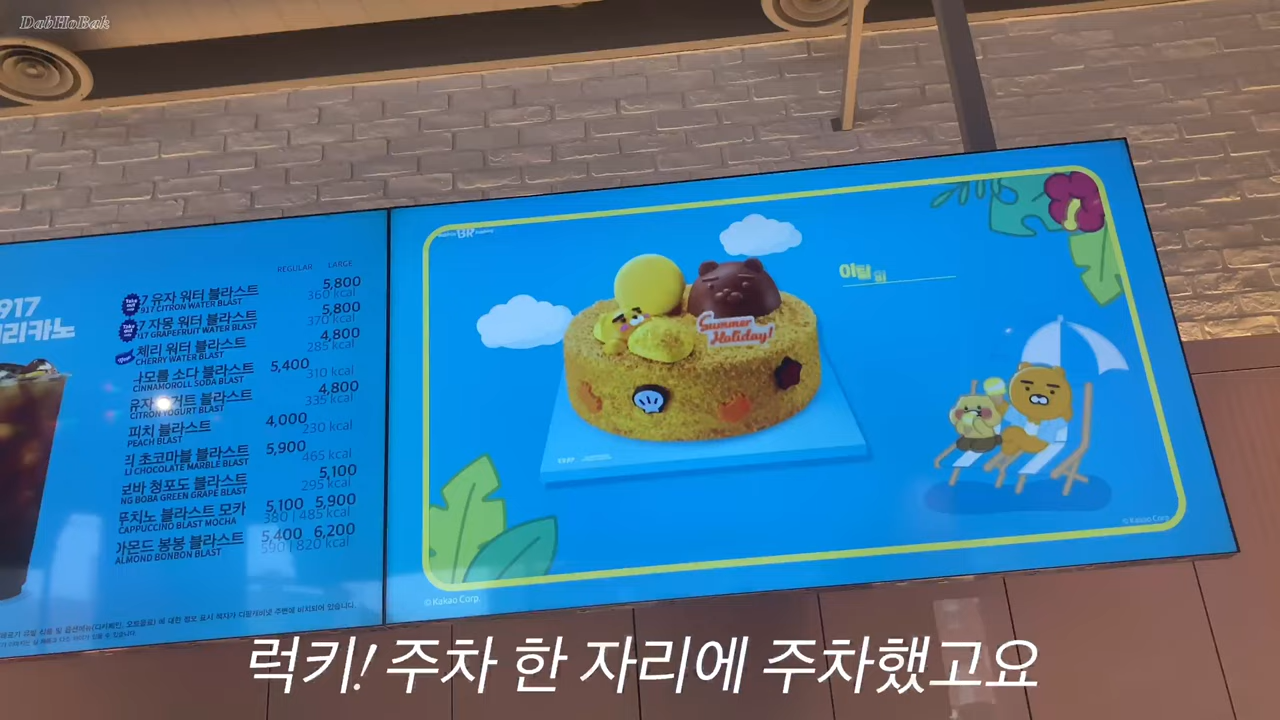 DabHoBak
917
리카노
REGULAR LARGE
7 유자 워터 블라스트 5,800
917 CITRON WATER BLAST 360 kcal
7 자몽 워터 블라스트 5,800
917 GRAPEFRUIT WATER BLAST 370 kcal
체리 워터 블라스트 4,800
CHERRY WATER BLAST 285 kcal
나모롤 소다 블라스트 5,400
CINNAMOROLL SODA BLAST 310 kcal
유자 요거트 블라스트 4,800
CITRON YOGURT BLAST 335 kcal
피치 블라스트 4,000
PEACH BLAST 230 kcal
초코마블 블라스트 5,900
LI CHOCOLATE MARBLE BLAST 465 kcal
보바 청포도 블라스트 5,100
NG BOBA GREEN GRAPE BLAST 295 kcal
푸치노 블라스트 모카 5,100 5,900
CAPPUCCINO BLAST MOCHA 380 | 485 kcal
아몬드 봉봉 블라스트 5,400 6,200
ALMOND BONBON BLAST 590 | 820 kcal
BR
Summer
Holiday!
이탈
BR
© Kakao Corp.
© Kakao Corp.
럭키! 주차 한 자리에 주차했고요